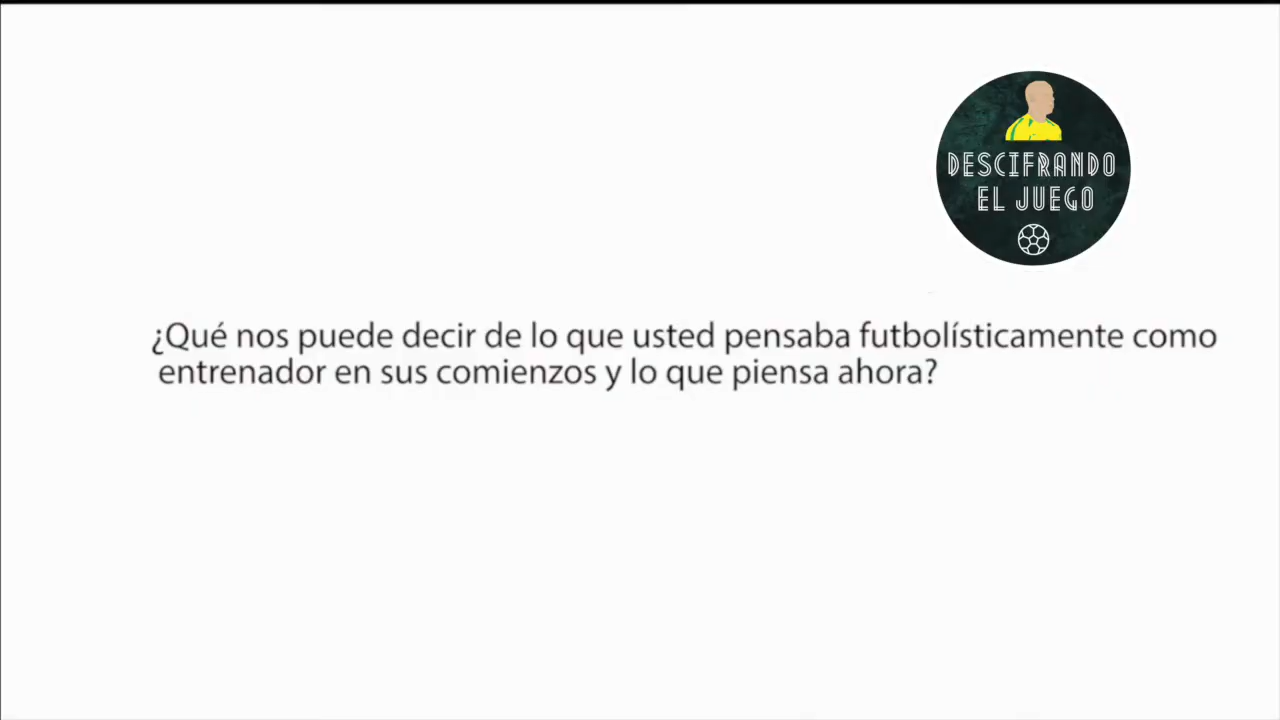 DESCIFRANDO
EL JUEGO
¿Qué nos puede decir de lo que usted pensaba futbolísticamente como
entrenador en sus comienzos y lo que piensa ahora?